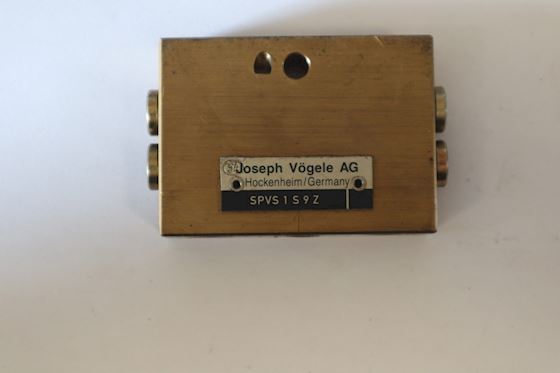 Joseph Vögele AG
Hockenheim/Germany
SPVS 1 S 9 Z